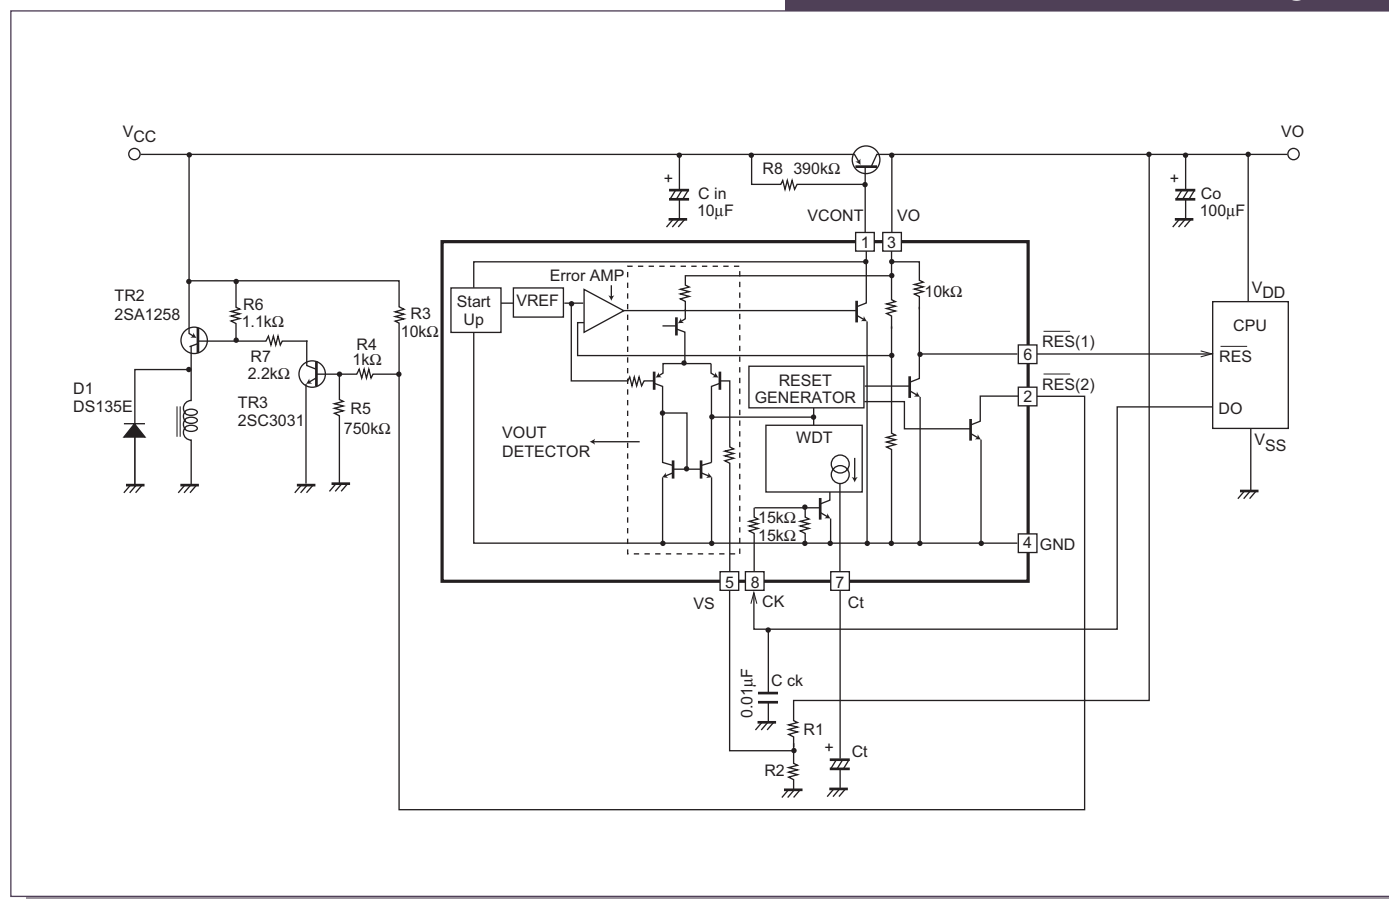 VCC
VO
R8 390kΩ
+
C in
10μF
+
Co
100μF
VCONT
VO
1
3
Error AMP
Start
Up
VREF
10kΩ
TR2
2SA1258
R6
1.1kΩ
R3
10kΩ
R7
2.2kΩ
R4
1kΩ
D1
DS135E
TR3
2SC3031
R5
750kΩ
VOUT
DETECTOR
RESET
GENERATOR
WDT
15kΩ
15kΩ
6
RES(1)
2
RES(2)
VDD
CPU
RES
DO
VSS
4
GND
5
8
7
VS
CK
Ct
0.01μF
C ck
R1
R2
+
Ct